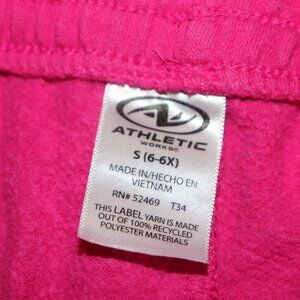 ATHLETIC
WORKS®
S (6-6X)
MADE IN/HECHO EN
VIETNAM
RN# 52469 T34
THIS LABEL YARN IS MADE
OUT OF 100% RECYCLED
POLYESTER MATERIALS